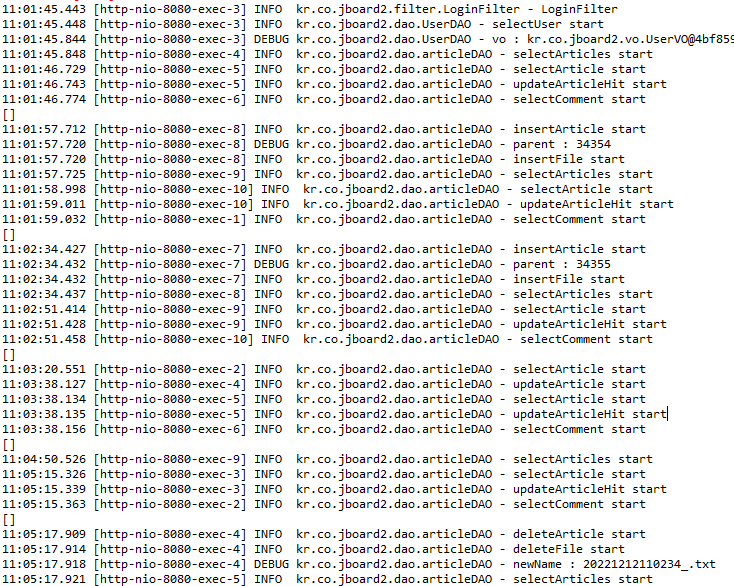 11:01:45.443 [http-nio-8080-exec-3] INFO  kr.co.jboard2.filter.LoginFilter - LoginFilter
11:01:45.448 [http-nio-8080-exec-3] INFO  kr.co.jboard2.dao.UserDAO - selectUser start
11:01:45.844 [http-nio-8080-exec-3] DEBUG kr.co.jboard2.dao.UserDAO - vo : kr.co.jboard2.vo.UserVO@4bf859
11:01:45.848 [http-nio-8080-exec-4] INFO  kr.co.jboard2.dao.articleDAO - selectArticles start
11:01:46.729 [http-nio-8080-exec-5] INFO  kr.co.jboard2.dao.articleDAO - selectArticle start
11:01:46.743 [http-nio-8080-exec-5] INFO  kr.co.jboard2.dao.articleDAO - updateArticleHit start
11:01:46.774 [http-nio-8080-exec-6] INFO  kr.co.jboard2.dao.articleDAO - selectComment start
[]
11:01:57.712 [http-nio-8080-exec-8] INFO  kr.co.jboard2.dao.articleDAO - insertArticle start
11:01:57.720 [http-nio-8080-exec-8] DEBUG kr.co.jboard2.dao.articleDAO - parent : 34354
11:01:57.720 [http-nio-8080-exec-8] INFO  kr.co.jboard2.dao.articleDAO - insertFile start
11:01:57.725 [http-nio-8080-exec-9] INFO  kr.co.jboard2.dao.articleDAO - selectArticles start
11:01:58.998 [http-nio-8080-exec-10] INFO  kr.co.jboard2.dao.articleDAO - selectArticle start
11:01:59.011 [http-nio-8080-exec-10] INFO  kr.co.jboard2.dao.articleDAO - updateArticleHit start
11:01:59.032 [http-nio-8080-exec-1] INFO  kr.co.jboard2.dao.articleDAO - selectComment start
[]
11:02:34.427 [http-nio-8080-exec-7] INFO  kr.co.jboard2.dao.articleDAO - insertArticle start
11:02:34.432 [http-nio-8080-exec-7] DEBUG kr.co.jboard2.dao.articleDAO - parent : 34355
11:02:34.432 [http-nio-8080-exec-7] INFO  kr.co.jboard2.dao.articleDAO - insertFile start
11:02:34.437 [http-nio-8080-exec-8] INFO  kr.co.jboard2.dao.articleDAO - selectArticles start
11:02:51.414 [http-nio-8080-exec-9] INFO  kr.co.jboard2.dao.articleDAO - selectArticle start
11:02:51.428 [http-nio-8080-exec-9] INFO  kr.co.jboard2.dao.articleDAO - updateArticleHit start
11:02:51.458 [http-nio-8080-exec-10] INFO  kr.co.jboard2.dao.articleDAO - selectComment start
[]
11:03:20.551 [http-nio-8080-exec-2] INFO  kr.co.jboard2.dao.articleDAO - selectArticle start
11:03:38.127 [http-nio-8080-exec-4] INFO  kr.co.jboard2.dao.articleDAO - updateArticle start
11:03:38.134 [http-nio-8080-exec-5] INFO  kr.co.jboard2.dao.articleDAO - selectArticle start
11:03:38.135 [http-nio-8080-exec-5] INFO  kr.co.jboard2.dao.articleDAO - updateArticleHit start
11:03:38.156 [http-nio-8080-exec-6] INFO  kr.co.jboard2.dao.articleDAO - selectComment start
[]
11:04:50.526 [http-nio-8080-exec-9] INFO  kr.co.jboard2.dao.articleDAO - selectArticles start
11:05:15.326 [http-nio-8080-exec-3] INFO  kr.co.jboard2.dao.articleDAO - selectArticle start
11:05:15.339 [http-nio-8080-exec-3] INFO  kr.co.jboard2.dao.articleDAO - updateArticleHit start
11:05:15.363 [http-nio-8080-exec-2] INFO  kr.co.jboard2.dao.articleDAO - selectComment start
[]
11:05:17.909 [http-nio-8080-exec-4] INFO  kr.co.jboard2.dao.articleDAO - deleteArticle start
11:05:17.914 [http-nio-8080-exec-4] INFO  kr.co.jboard2.dao.articleDAO - deleteFile start
11:05:17.918 [http-nio-8080-exec-4] DEBUG kr.co.jboard2.dao.articleDAO - newName : 20221212110234_.txt
11:05:17.921 [http-nio-8080-exec-5] INFO  kr.co.jboard2.dao.articleDAO - selectArticles start